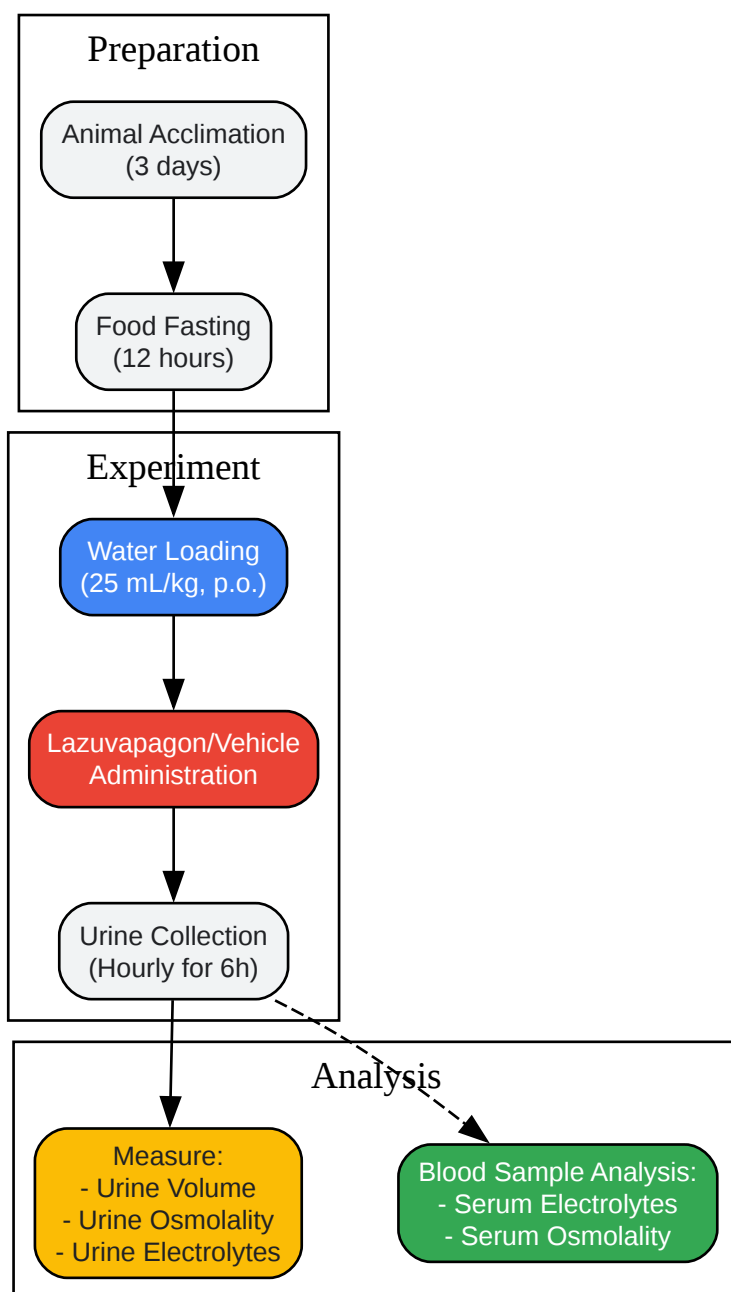 Preparation
Animal Acclimation
(3 days)
Food Fasting
(12 hours)
Experiment
Water Loading
(25 mL/kg, p.o.)
Lazuvapagon/Vehicle
Administration
Urine Collection
(Hourly for 6h)
Analysis
Measure:
- Urine Volume
- Urine Osmolality
- Urine Electrolytes
Blood Sample Analysis:
- Serum Electrolytes
- Serum Osmolality